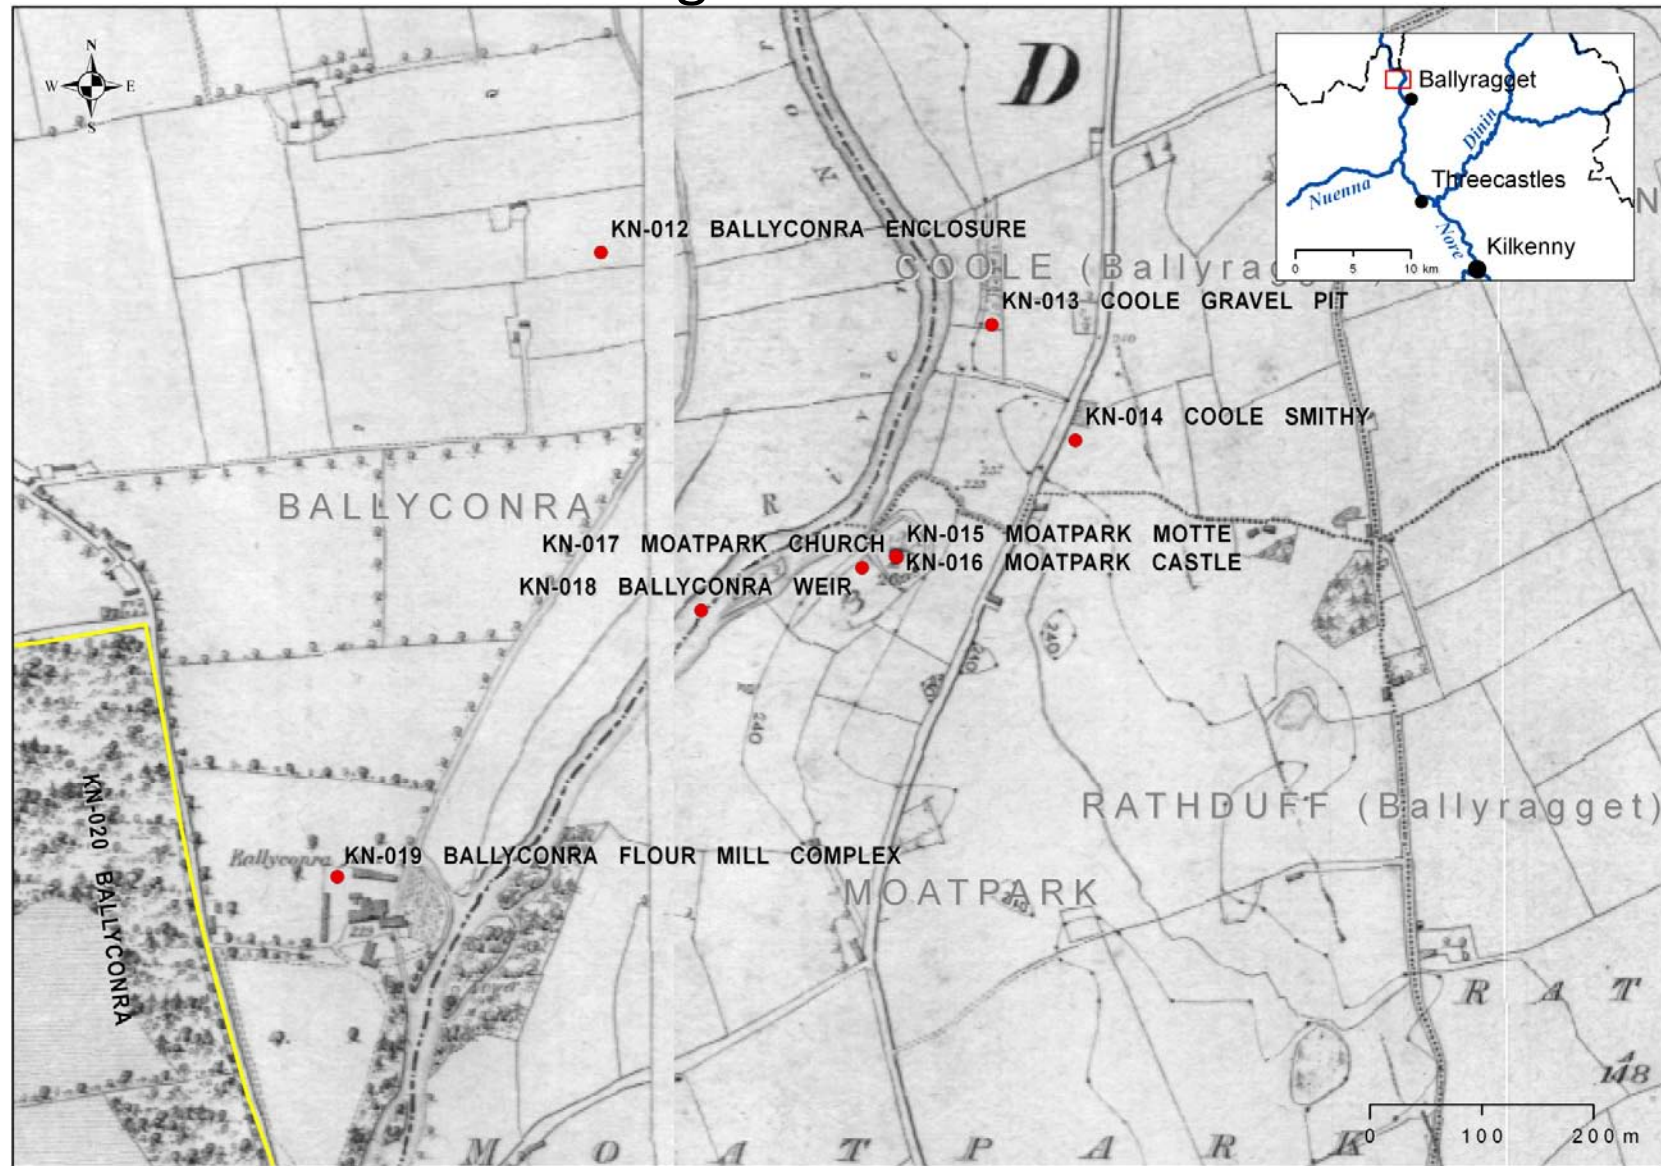 N
W E
S
D
Ballyragget
Dinin
Threecastles
Nuenna
Nore
Kilkenny
0 5 10 km
N
KN-012 BALLYCONRA ENCLOSURE
COOLE (Ballyrag
KN-013 COOLE GRAVEL PIT
KN-014 COOLE SMITHY
BALLYCONRA
R
KN-015 MOATPARK MOTTE
KN-017 MOATPARK CHURCH
KN-016 MOATPARK CASTLE
KN-018 BALLYCONRA WEIR
240
240
240
RATHDUFF (Ballyragget)
KN-020 BALLYCONRA
Ballyconra
KN-019 BALLYCONRA FLOUR MILL COMPLEX
MOATPARK
R A T
148
0 100 200 m
M O A T P A R K